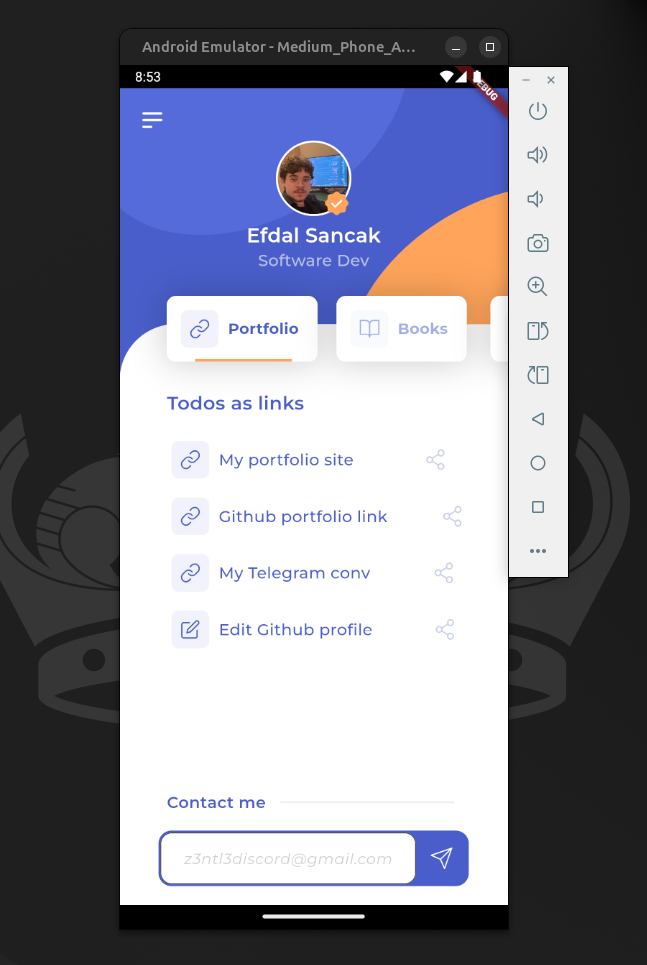 Android Emulator - Medium_Phone_A...
8:53
DEBUG
Efdal Sancak
Software Dev
Portfolio
Books
Todos as links
My portfolio site
Github portfolio link
My Telegram conv
Edit Github profile
Contact me
z3ntl3discord@gmail.com